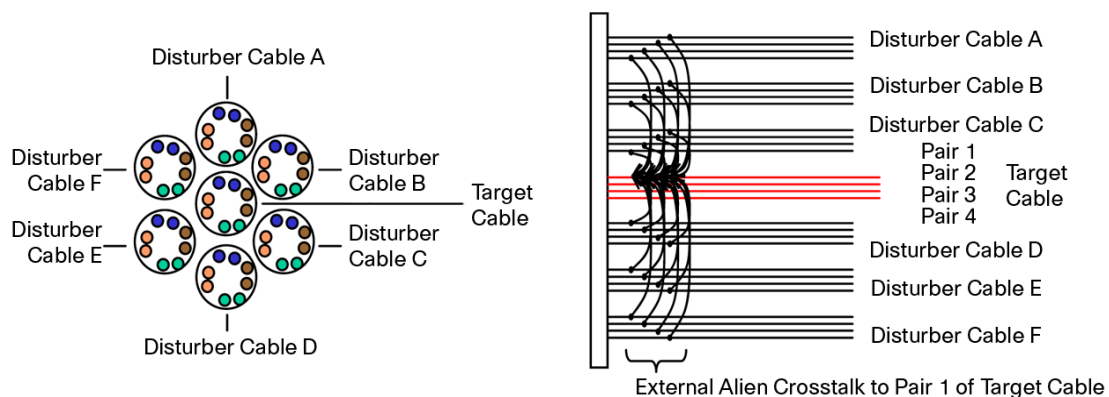 Disturber Cable A
Disturber
Cable F
Disturber
Cable B
Target
Cable
Disturber
Cable E
Disturber
Cable C
Disturber Cable D
Disturber Cable A
Disturber Cable B
Disturber Cable C
Pair 1
Pair 2
Pair 3
Pair 4
Target
Cable
Disturber Cable D
Disturber Cable E
Disturber Cable F
External Alien Crosstalk to Pair 1 of Target Cable